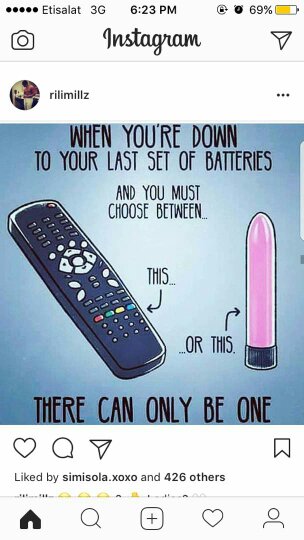 Etisalat 3G 6:23 PM 69%
Instagram
rilimillz
WHEN YOU'RE DOWN
TO YOUR LAST SET OF BATTERIES
AND YOU MUST
CHOOSE BETWEEN...
THIS...
...OR THIS.
THERE CAN ONLY BE ONE
Liked by simisola.xoxo and 426 others